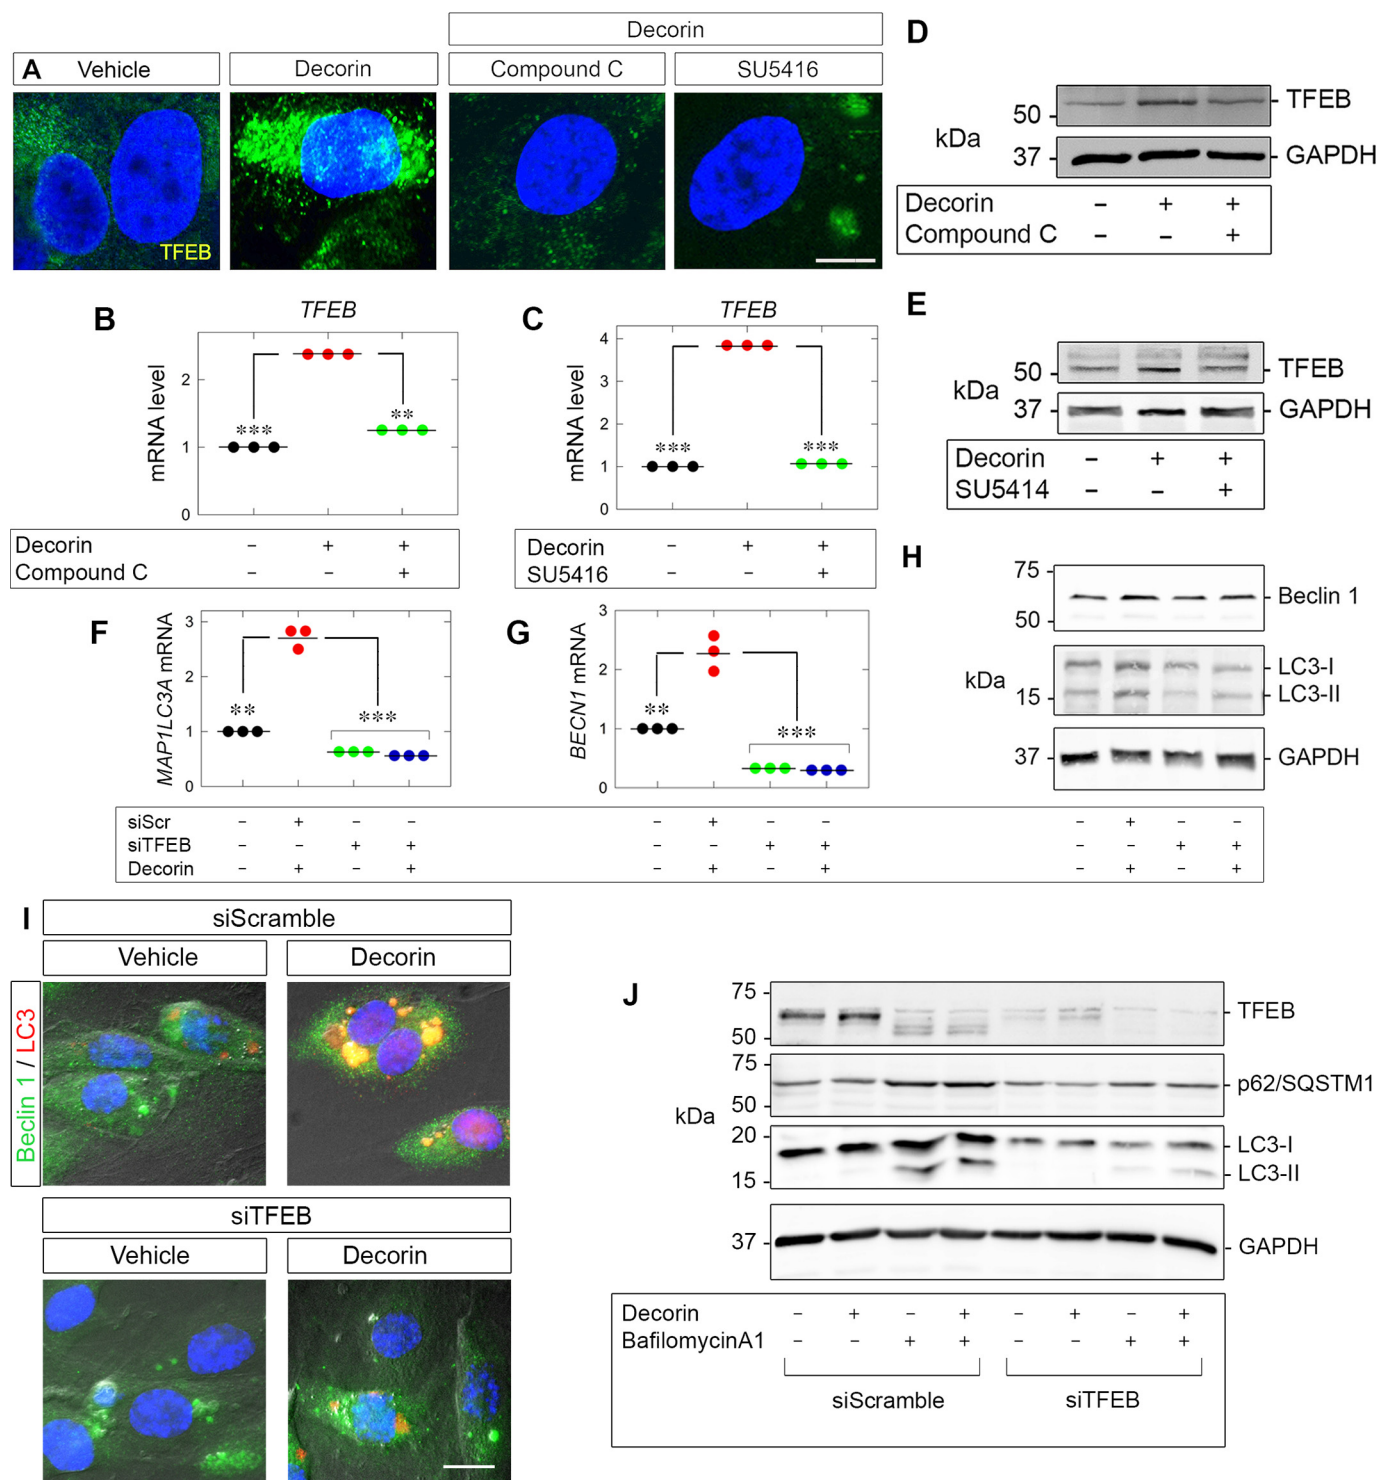 Decorin
D
A
Vehicle
Decorin
Compound C
SU5416
TFEB
kDa
50
37
TFEB
GAPDH
Decorin − + +
Compound C − − +
B
TFEB
mRNA level
2
1
0
***
**
Decorin − + +
Compound C − − +
C
TFEB
mRNA level
4
3
2
1
0
***
***
Decorin − + +
SU5416 − − +
E
kDa
50
37
TFEB
GAPDH
Decorin − + +
SU5414 − − +
F
MAP1LC3A mRNA
3
2
1
0
**
***
G
BECN1 mRNA
3
2
1
0
**
***
H
kDa
75
50
15
37
Beclin 1
LC3-I
LC3-II
GAPDH
siScr − + − − − + − − − + − −
siTFEB − − + + − − + + − − + +
Decorin − + − + − + − + − + − +
I
siScramble
Vehicle
Decorin
Beclin 1 / LC3
siTFEB
Vehicle
Decorin
J
kDa
75
50
75
50
20
15
37
TFEB
p62/SQSTM1
LC3-I
LC3-II
GAPDH
Decorin − + − + − + − +
BafilomycinA1 − − + + − − + +
siScramble
siTFEB